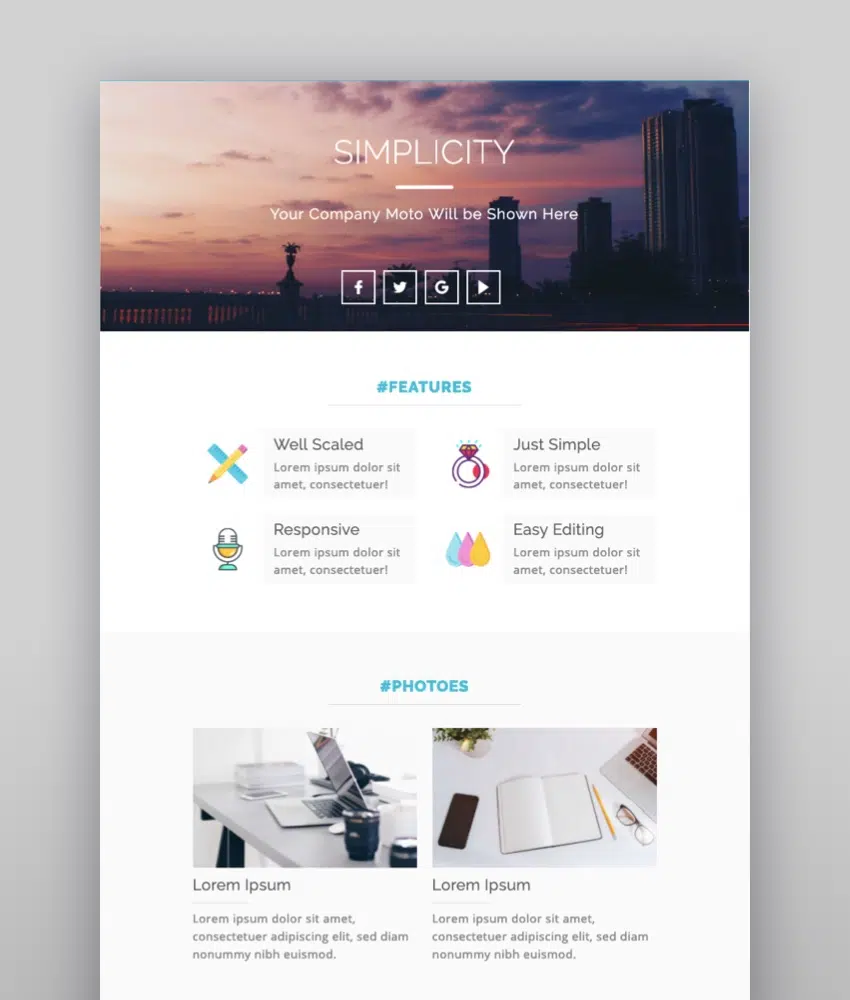 SIMPLICITY
Your Company Moto Will be Shown Here
#FEATURES
Well Scaled
Lorem ipsum dolor sit
amet, consectetuer!
Just Simple
Lorem ipsum dolor sit
amet, consectetuer!
Responsive
Lorem ipsum dolor sit
amet, consectetuer!
Easy Editing
Lorem ipsum dolor sit
amet, consectetuer!
#PHOTOES
Lorem Ipsum
Lorem ipsum dolor sit amet,
consectetuer adipiscing elit, sed diam
nonummy nibh euismod.
Lorem Ipsum
Lorem ipsum dolor sit amet,
consectetuer adipiscing elit, sed diam
nonummy nibh euismod.